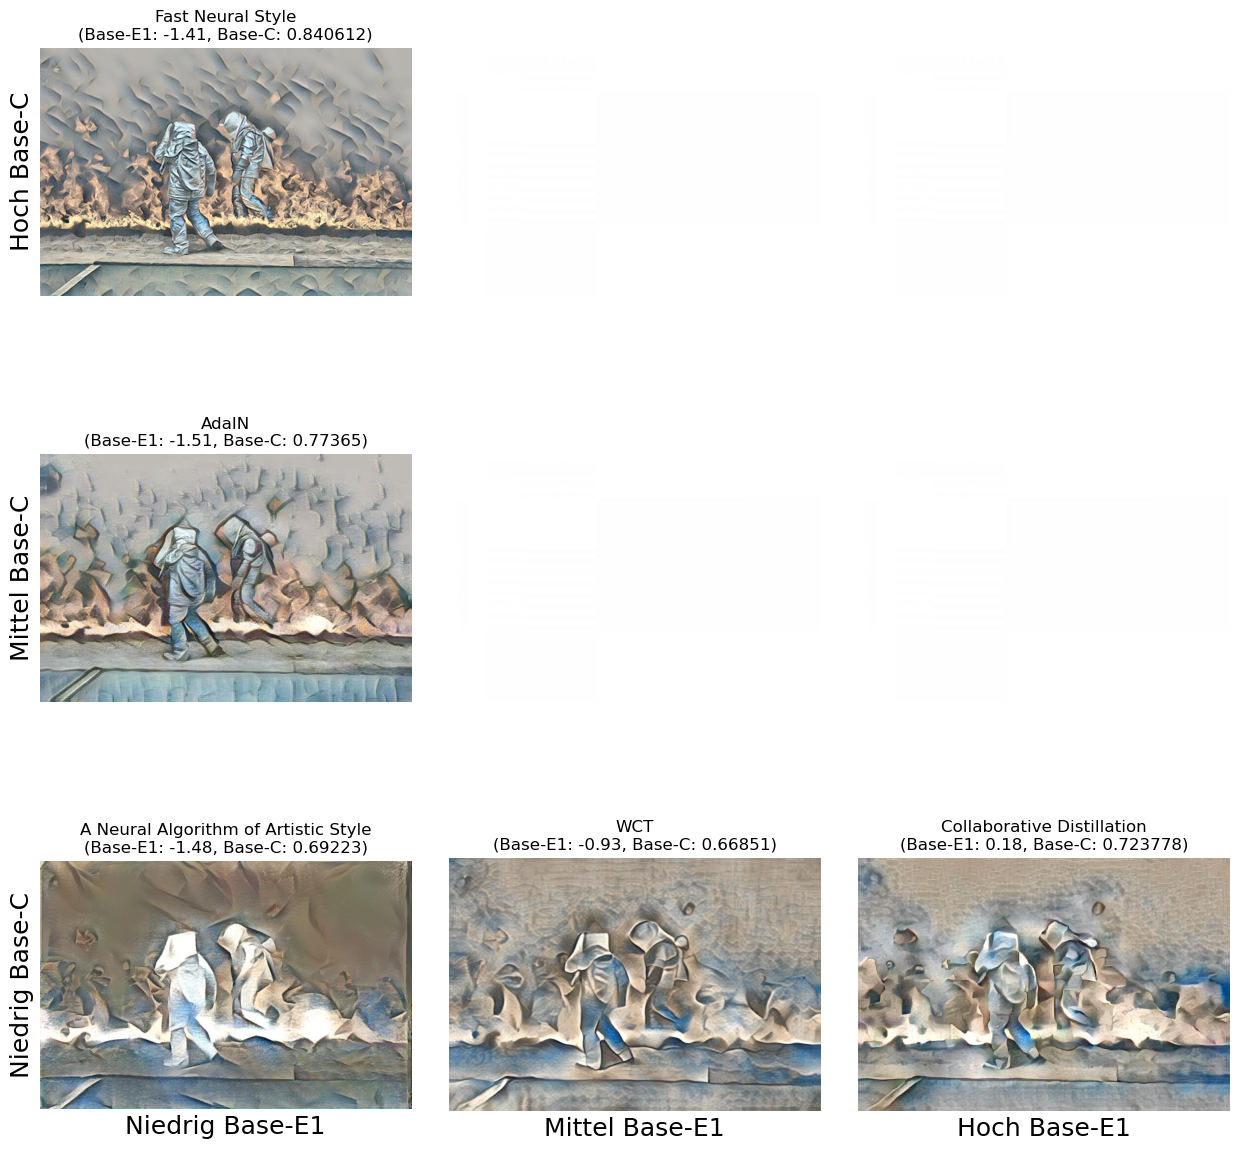 Fast Neural Style
(Base-E1: -1.41, Base-C: 0.840612)
Hoch Base-C
AdaIN
(Base-E1: -1.51, Base-C: 0.77365)
Mittel Base-C
A Neural Algorithm of Artistic Style
(Base-E1: -1.48, Base-C: 0.69223)
WCT
(Base-E1: -0.93, Base-C: 0.66851)
Collaborative Distillation
(Base-E1: 0.18, Base-C: 0.723778)
Niedrig Base-C
Niedrig Base-E1
Mittel Base-E1
Hoch Base-E1